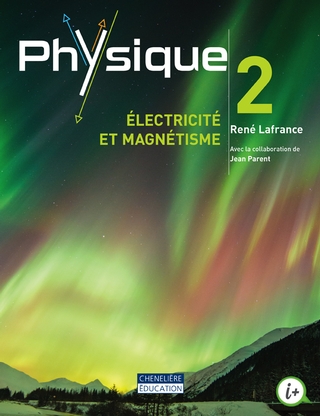 Physique 2
ÉLECTRICITÉ
ET MAGNÉTISME
René Lafrance
Avec la collaboration de
Jean Parent
CHENELIÈRE
ÉDUCATION
i+